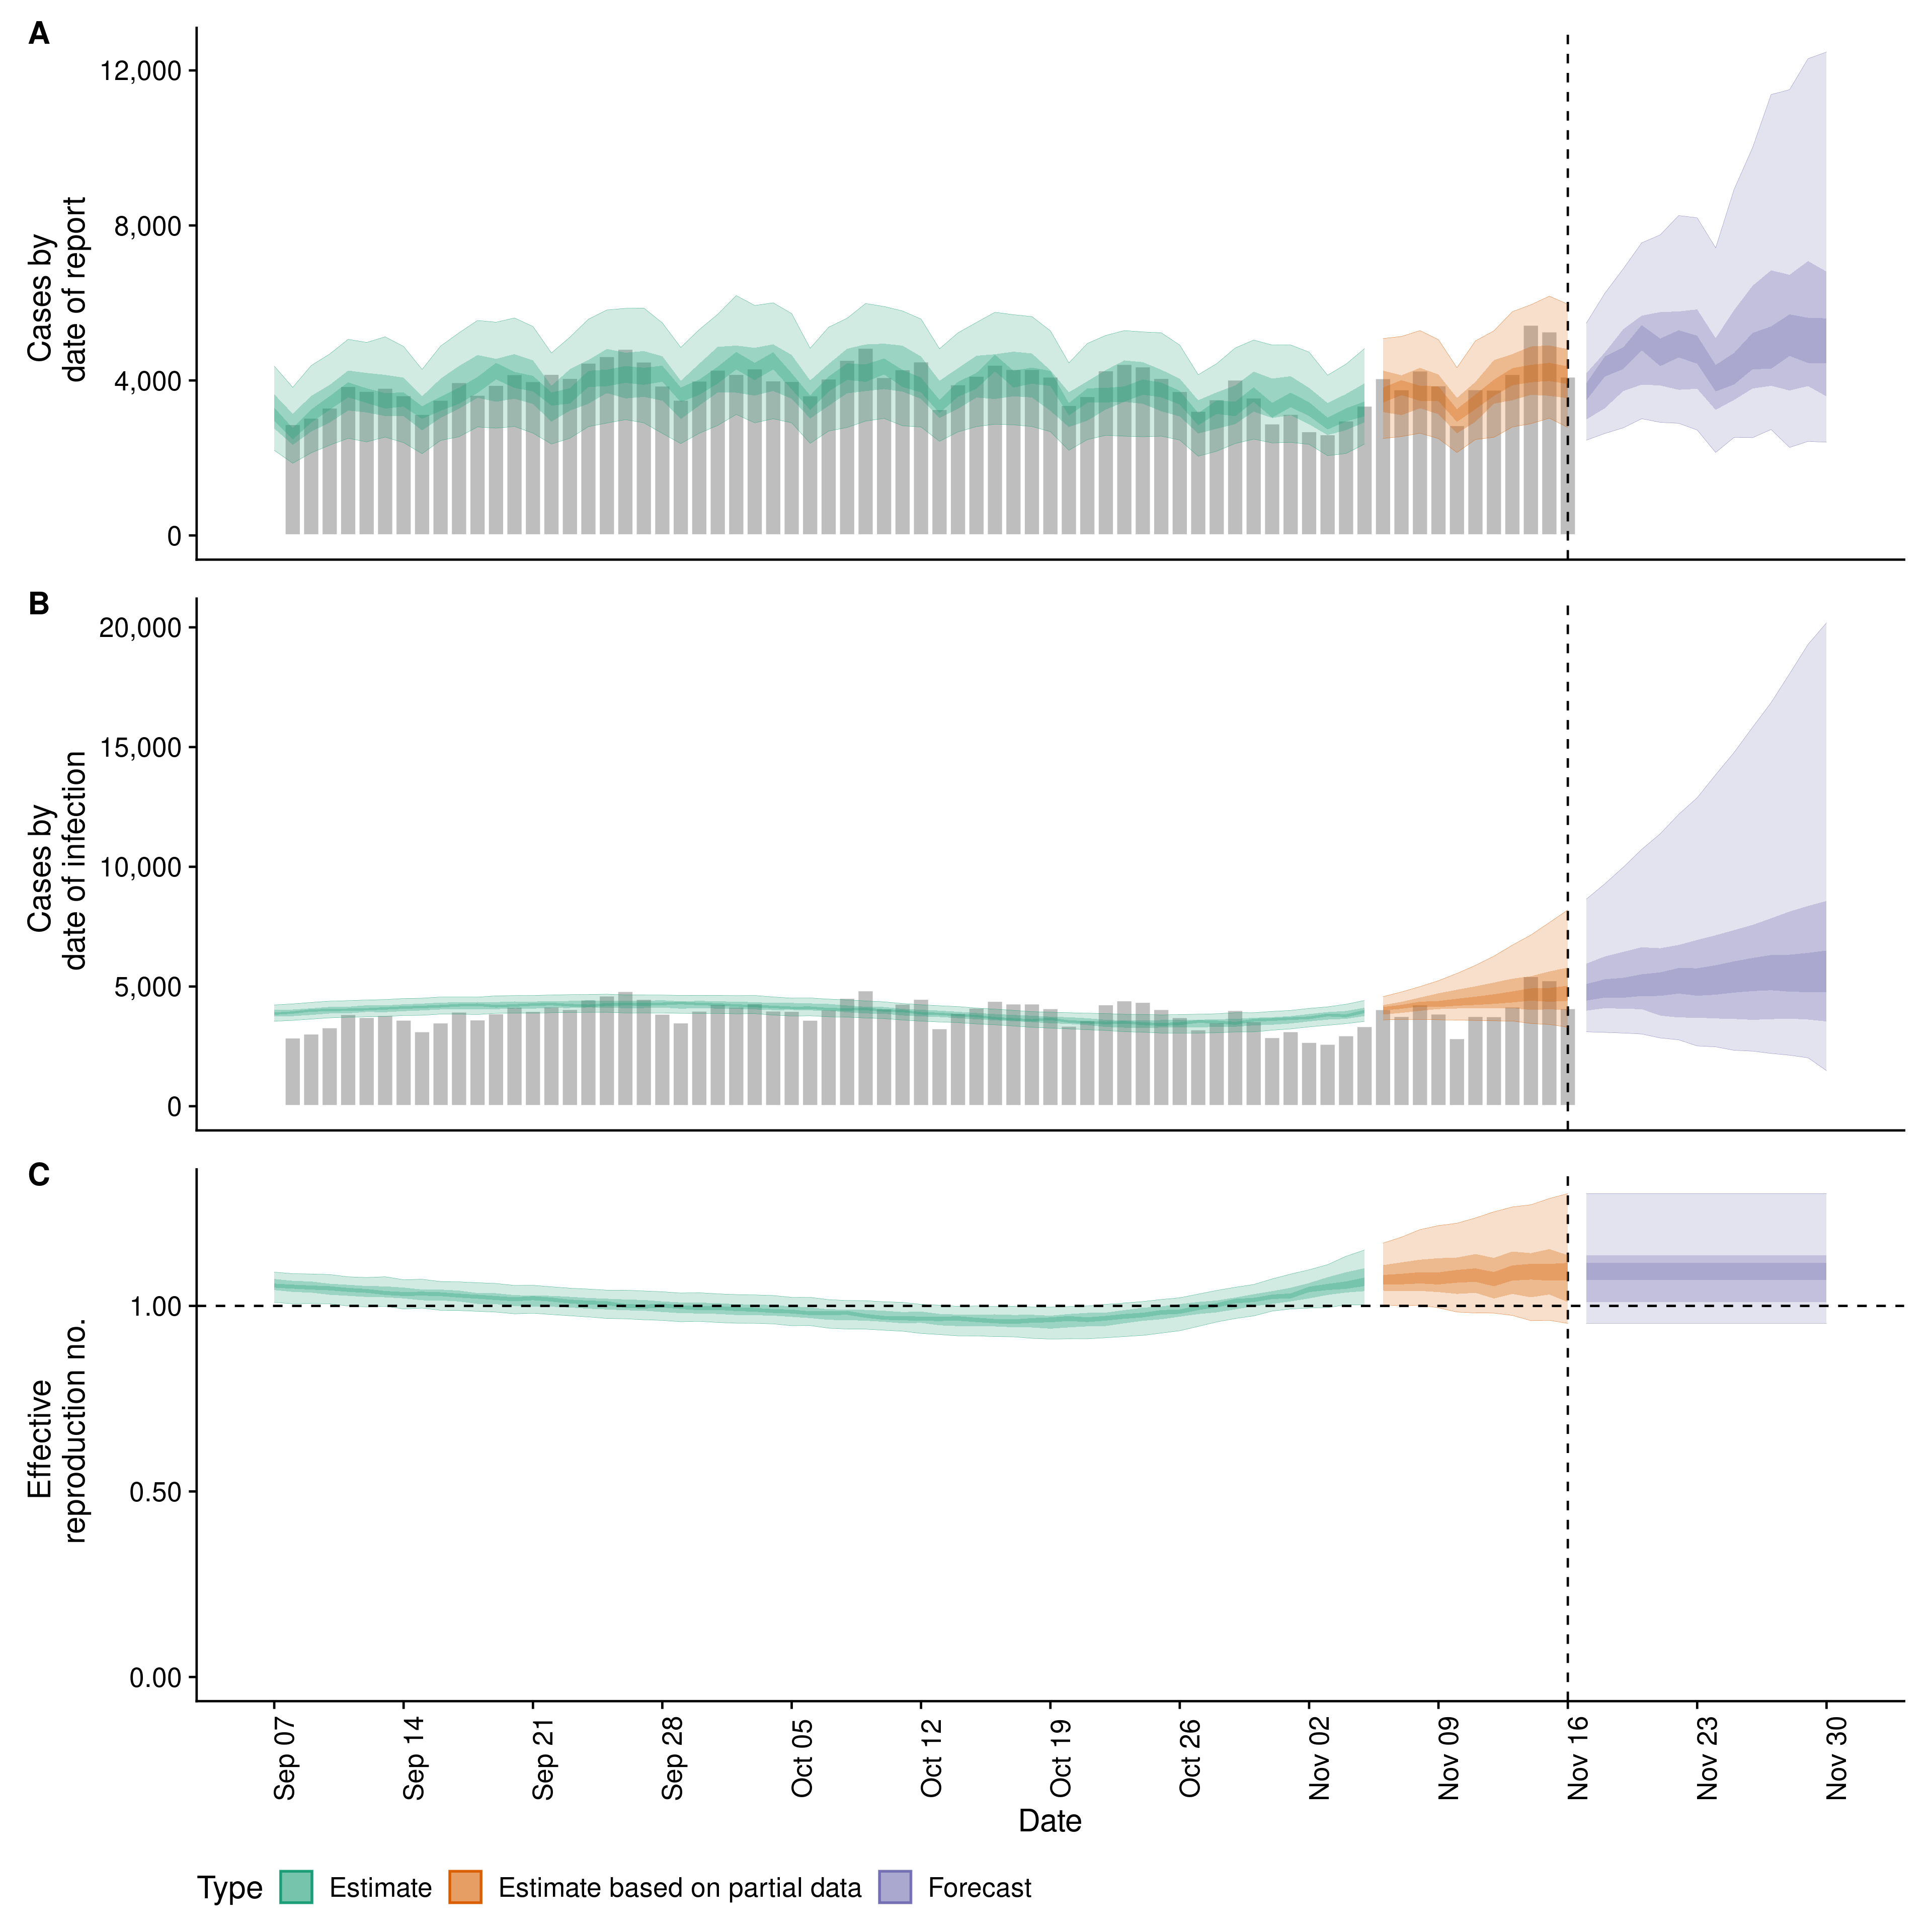 A
12,000
8,000
4,000
0
Cases by
date of report
B
20,000
15,000
10,000
5,000
0
Cases by
date of infection
C
1.00
0.50
0.00
Effective
reproduction no.
Sep 07
Sep 14
Sep 21
Sep 28
Oct 05
Oct 12
Oct 19
Oct 26
Nov 02
Nov 09
Nov 16
Nov 23
Nov 30
Date
Type Estimate Estimate based on partial data Forecast